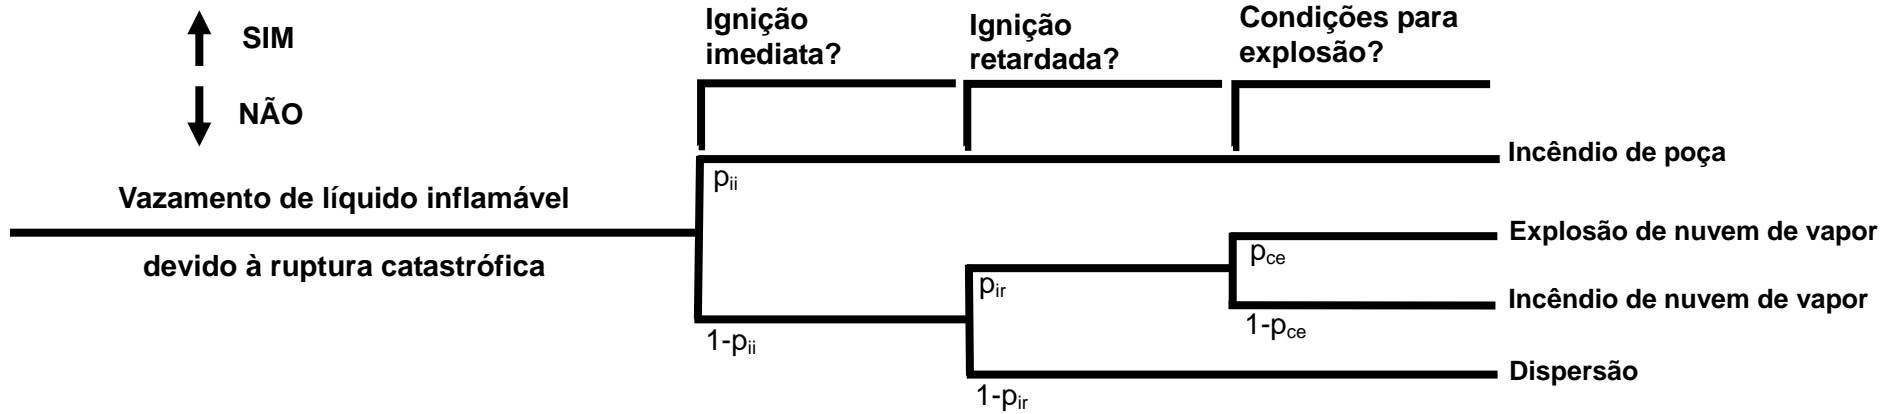 SIM
NÃO
Ignição
imediata?
Ignição
retardada?
Condições para
explosão?
Vazamento de líquido inflamável
devido à ruptura catastrófica
pii
1-pii
pir
1-pir
pce
1-pce
Incêndio de poça
Explosão de nuvem de vapor
Incêndio de nuvem de vapor
Dispersão